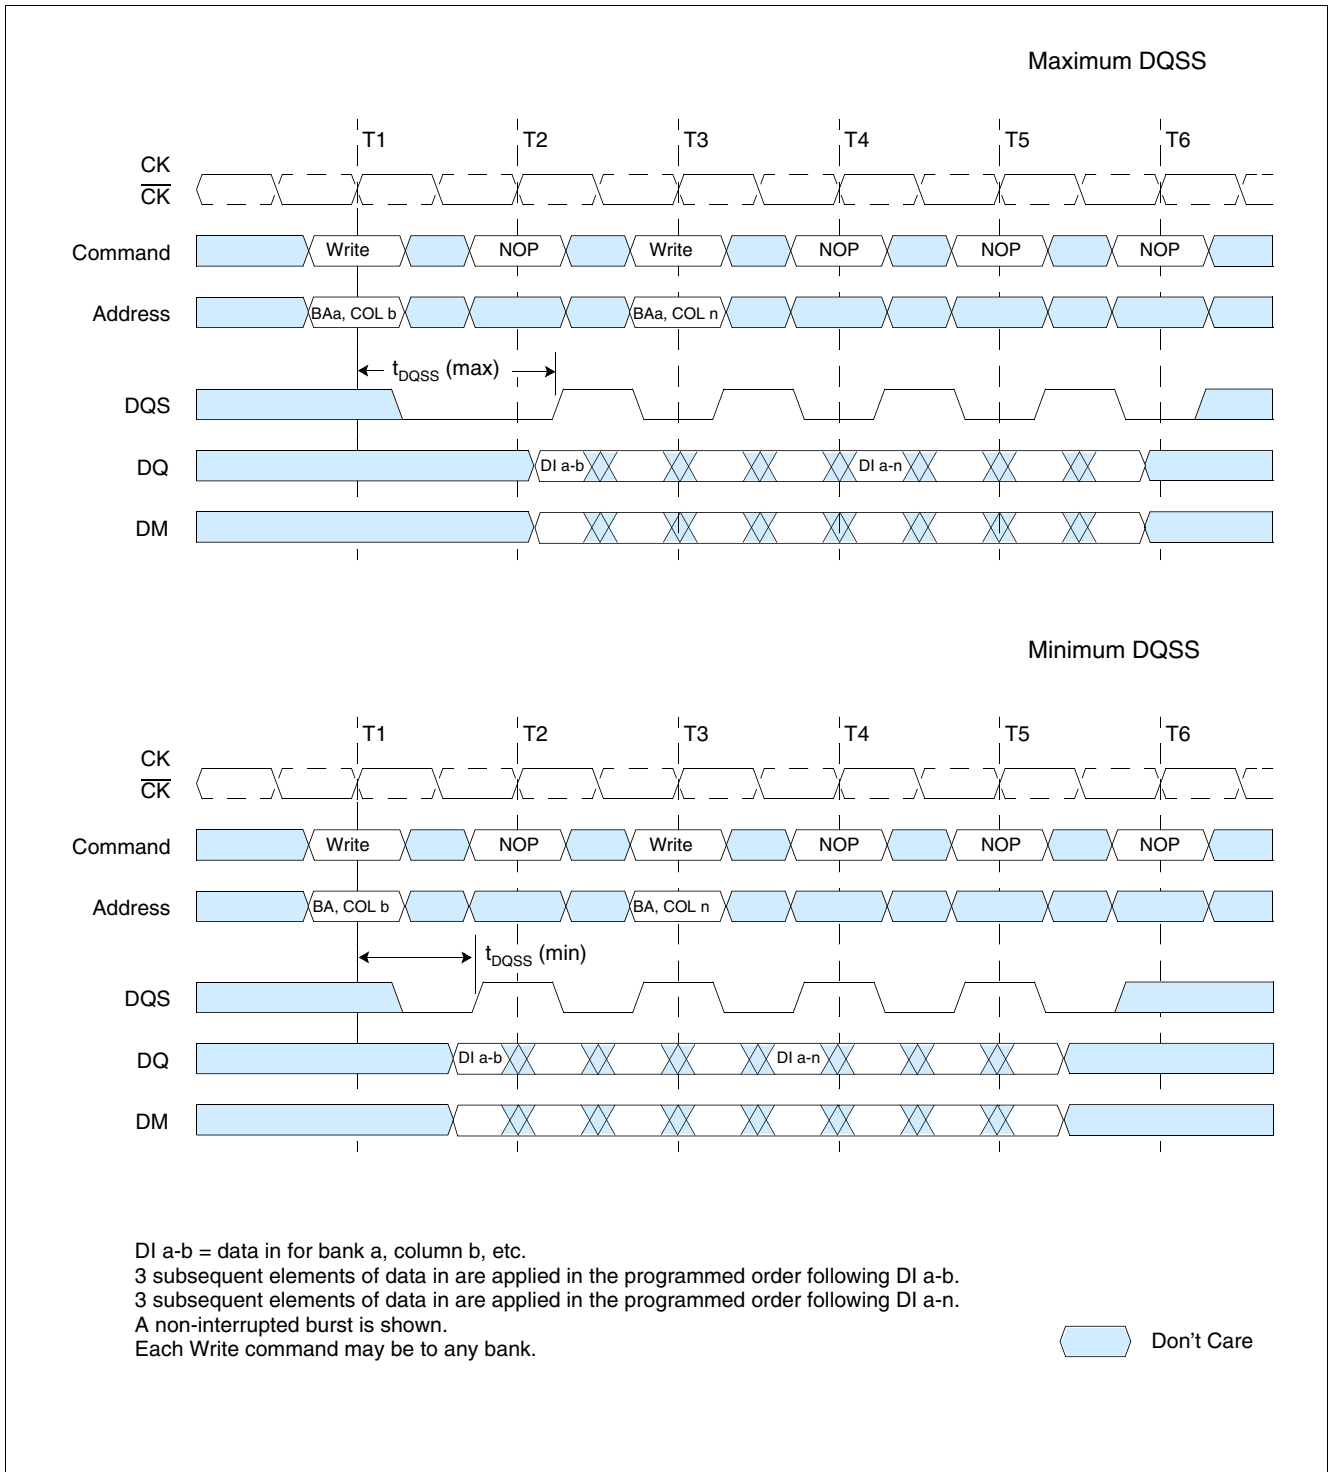 Maximum DQSS
T1 T2 T3 T4 T5 T6
CK
CK
Command Write NOP Write NOP NOP NOP
Address BAa, COL b BAa, COL n
tDQSS (max)
DQS
DQ DI a-b DI a-n
DM
Minimum DQSS
T1 T2 T3 T4 T5 T6
CK
CK
Command Write NOP Write NOP NOP NOP
Address BA, COL b BA, COL n
tDQSS (min)
DQS
DQ DI a-b DI a-n
DM
DI a-b = data in for bank a, column b, etc.
3 subsequent elements of data in are applied in the programmed order following DI a-b.
3 subsequent elements of data in are applied in the programmed order following DI a-n.
A non-interrupted burst is shown.
Each Write command may be to any bank.
Don't Care